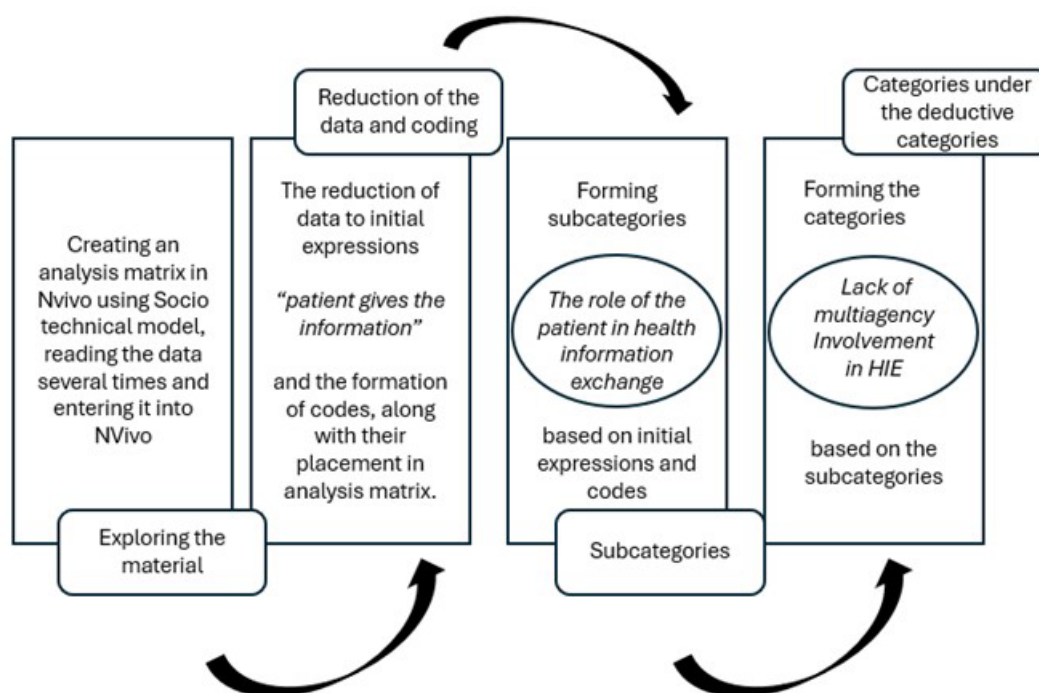 Creating an
analysis matrix in
Nvivo using Socio
technical model,
reading the data
several times and
entering it into
NVivo
Exploring the
material
Reduction of the
data and coding
The reduction of
data to initial
expressions
“patient gives the
information”
and the formation
of codes, along
with their
placement in
analysis matrix.
Forming
subcategories
The role of the
patient in health
information
exchange
based on initial
expressions and
codes
Subcategories
Categories under
the deductive
categories
Forming the
categories
Lack of
multiagency
Involvement
in HIE
based on the
subcategories